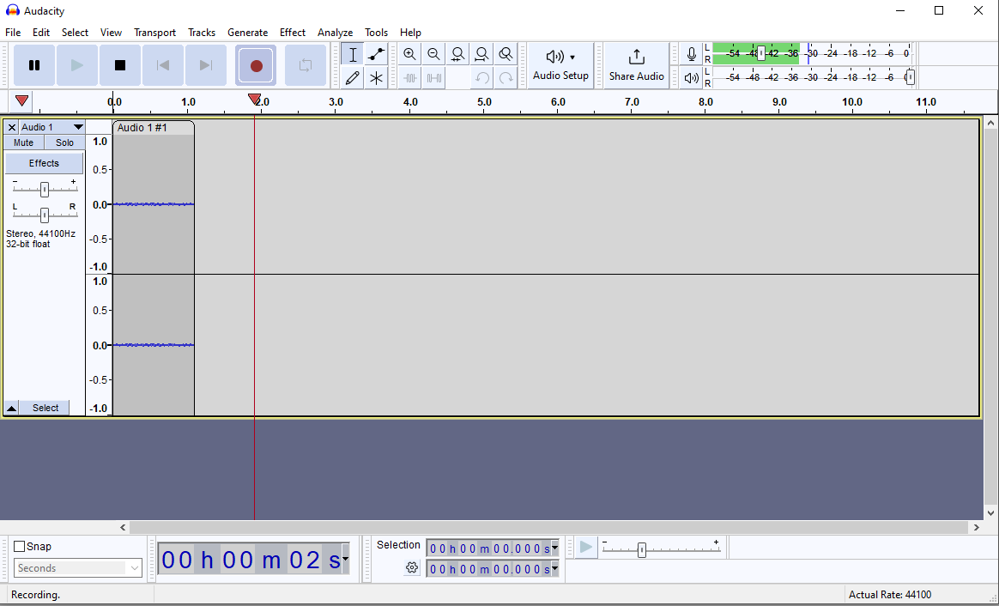 Audacity
File Edit Select View Transport Tracks Generate Effect Analyze Tools Help
Audio Setup
Share Audio
L
R
-54 -48 -42 -36 -30 -24 -18 -12 -6 0
L
R
-54 -48 -42 -36 -30 -24 -18 -12 -6 0
0.0 1.0 2.0 3.0 4.0 5.0 6.0 7.0 8.0 9.0 10.0 11.0
Audio 1
Audio 1 #1
Mute Solo
Effects
- +
L R
Stereo, 44100Hz
32-bit float
Select
1.0
0.5-
0.0-
-0.5-
-1.0
1.0
0.5-
0.0-
-0.5-
-1.0
Snap
Seconds
00 h 00 m 02 s
Selection
00 h 00 m 00.000 s
00 h 00 m 00.000 s
- +
Recording.
Actual Rate: 44100